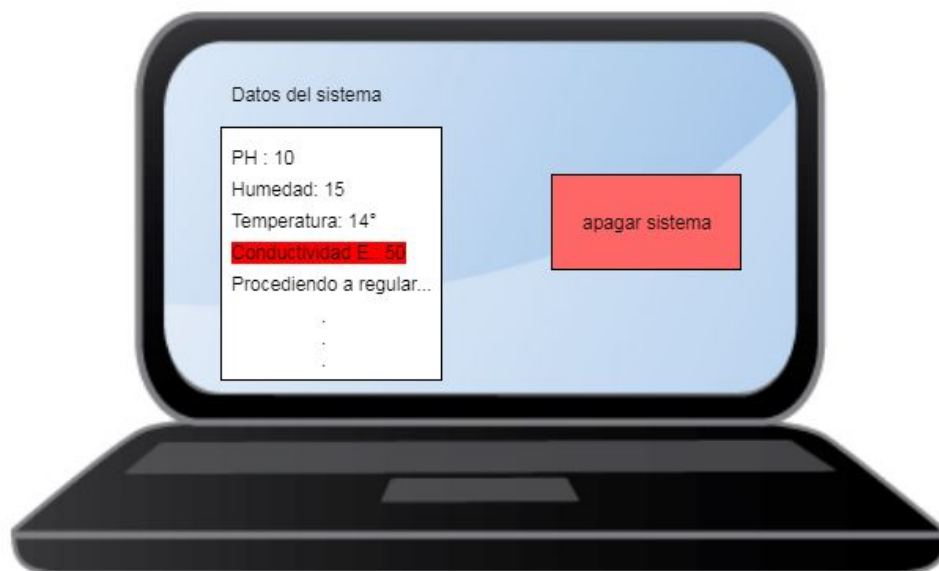 Datos del sistema
PH : 10
Humedad: 15
Temperatura: 14°
Conductividad E.: 50
Procediendo a regular...
.
.
.
apagar sistema